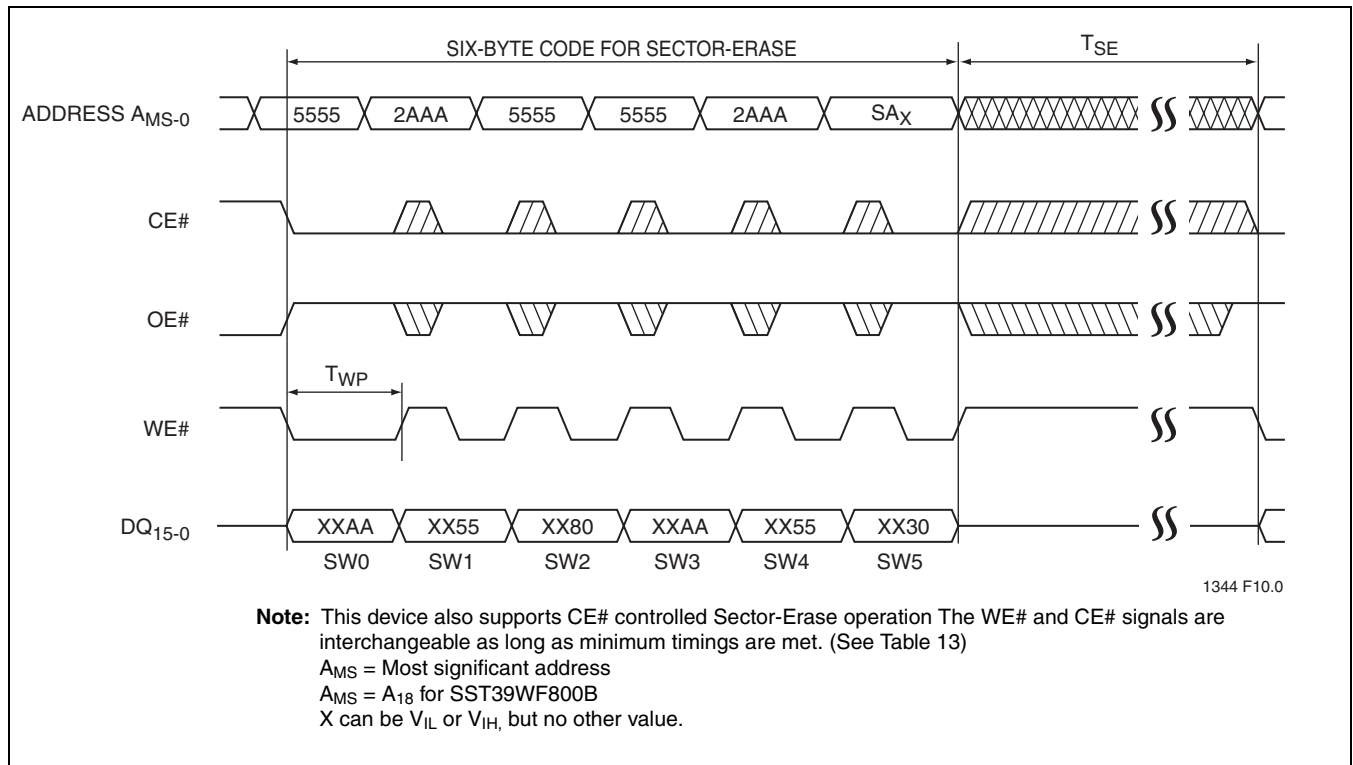 SIX-BYTE CODE FOR SECTOR-ERASE
TSE
ADDRESS AMS-0
5555 2AAA 5555 5555 2AAA SAX
CE#
OE#
TWP
WE#
DQ15-0
XXAA XX55 XX80 XXAA XX55 XX30
SW0 SW1 SW2 SW3 SW4 SW5
1344 F10.0
Note: This device also supports CE# controlled Sector-Erase operation The WE# and CE# signals are
interchangeable as long as minimum timings are met. (See Table 13)
AMS = Most significant address
AMS = A18 for SST39WF800B
X can be VIL or VIH, but no other value.